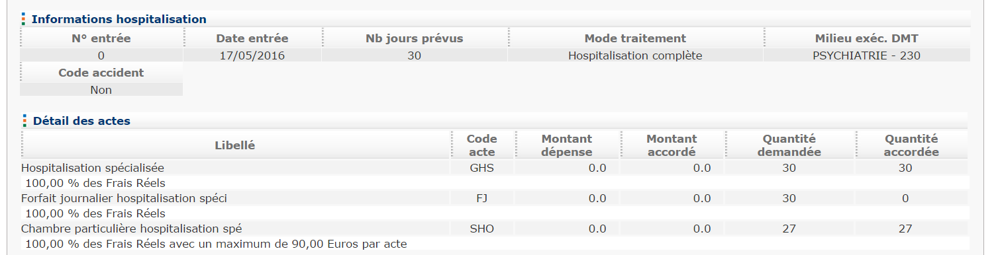 Informations hospitalisation
N° entrée Date entrée Nb jours prévus Mode traitement Milieu exéc. DMT
0 17/05/2016 30 Hospitalisation complète PSYCHIATRIE - 230
Code accident
Non
Détail des actes
Libellé Code acte Montant dépense Montant accordé Quantité demandée Quantité accordée
Hospitalisation spécialisée GHS 0.0 0.0 30 30
100,00 % des Frais Réels
Forfait journalier hospitalisation spéci FJ 0.0 0.0 30 0
100,00 % des Frais Réels
Chambre particulière hospitalisation spé SHO 0.0 0.0 27 27
100,00 % des Frais Réels avec un maximum de 90,00 Euros par acte